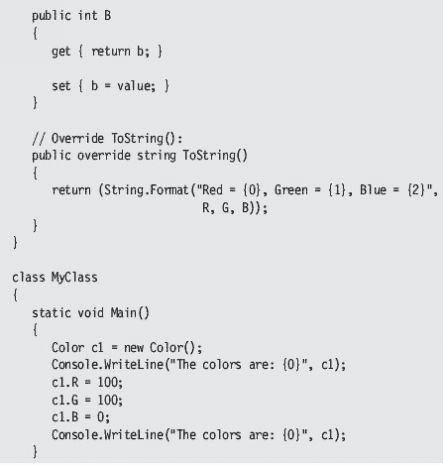 public int B
{
get { return b; }
set { b = value; }
}
// Override ToString():
public override string ToString()
{
return (String.Format("Red = {0}, Green = {1}, Blue = {2}",
R, G, B));
}
}
class MyClass
{
static void Main()
{
Color c1 = new Color();
Console.WriteLine("The colors are: {0}", c1);
c1.R = 100;
c1.G = 100;
c1.B = 0;
Console.WriteLine("The colors are: {0}", c1);
}